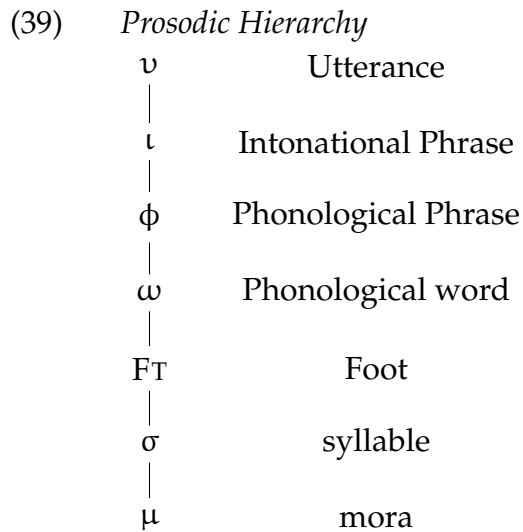 (39) Prosodic Hierarchy
υ Utterance
ι Intonational Phrase
ϕ Phonological Phrase
ω Phonological word
FT Foot
σ syllable
μ mora